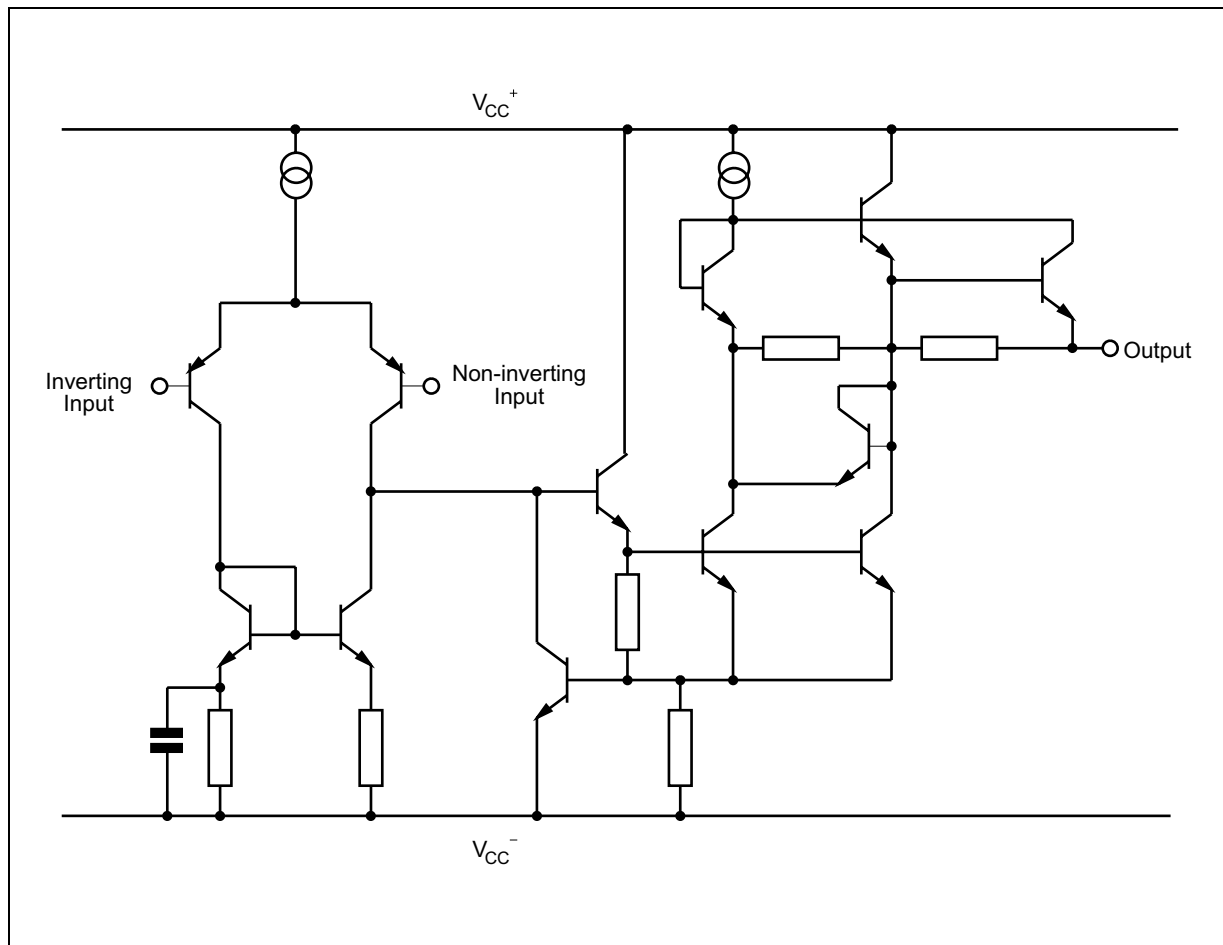 VCC+
Inverting
Input
Non-inverting
Input
Output
VCC−